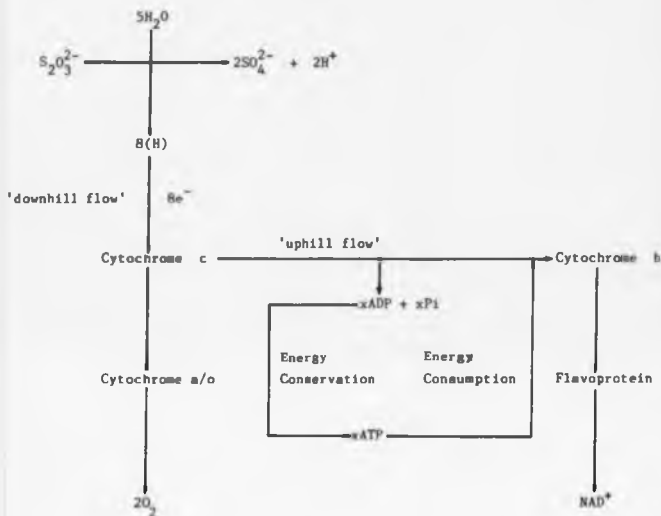 5H₂O
S₂O₃²⁻ 2SO₄²⁻ + 2H⁺
8(H)
'downhill flow' 8e⁻
'uphill flow'
Cytochrome c Cytochrome b
xADP + xPi
Energy Energy
Conservation Consumption
Cytochrome a/o Flavoprotein
xATP
2O₂ NAD⁺